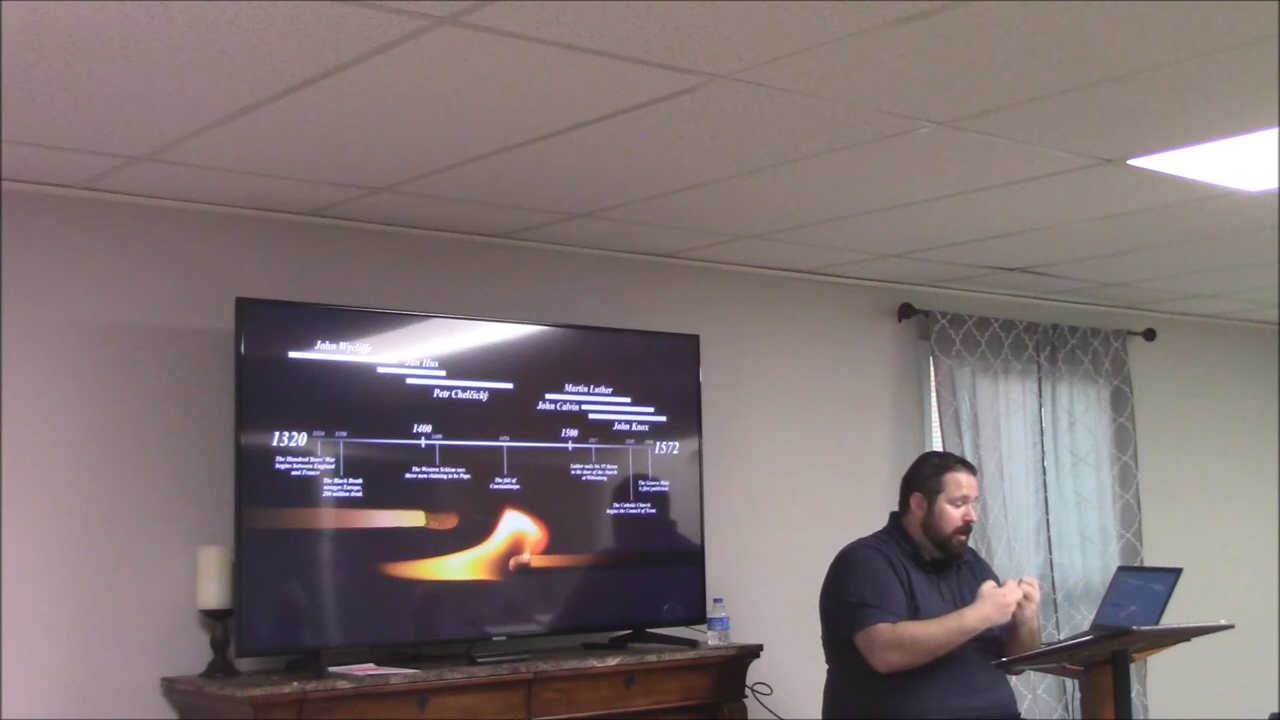 John Wycliffe
Jan Hus
Petr Chelčický
Martin Luther
John Calvin
John Knox
1320
1400
1500
1572
The Hundred Years' War
begins between England
and France
The Black Death
ravages Europe,
200 million dead.
The Western Schism sees
three men claiming to be Pope.
The fall of
Constantinople.
Luther nails his 95 theses
to the door of the church
at Wittenberg
The Catholic Church
begins the Council of Trent
The Geneva Bible
is first published.